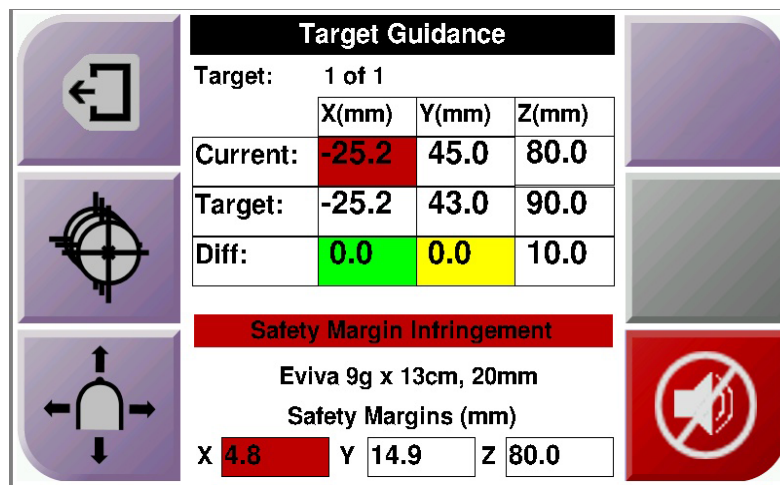 Target Guidance
Target: 1 of 1
X(mm) Y(mm) Z(mm)
Current: -25.2 45.0 80.0
Target: -25.2 43.0 90.0
Diff: 0.0 0.0 10.0
Safety Margin Infringement
Eviva 9g x 13cm, 20mm
Safety Margins (mm)
X 4.8 Y 14.9 Z 80.0